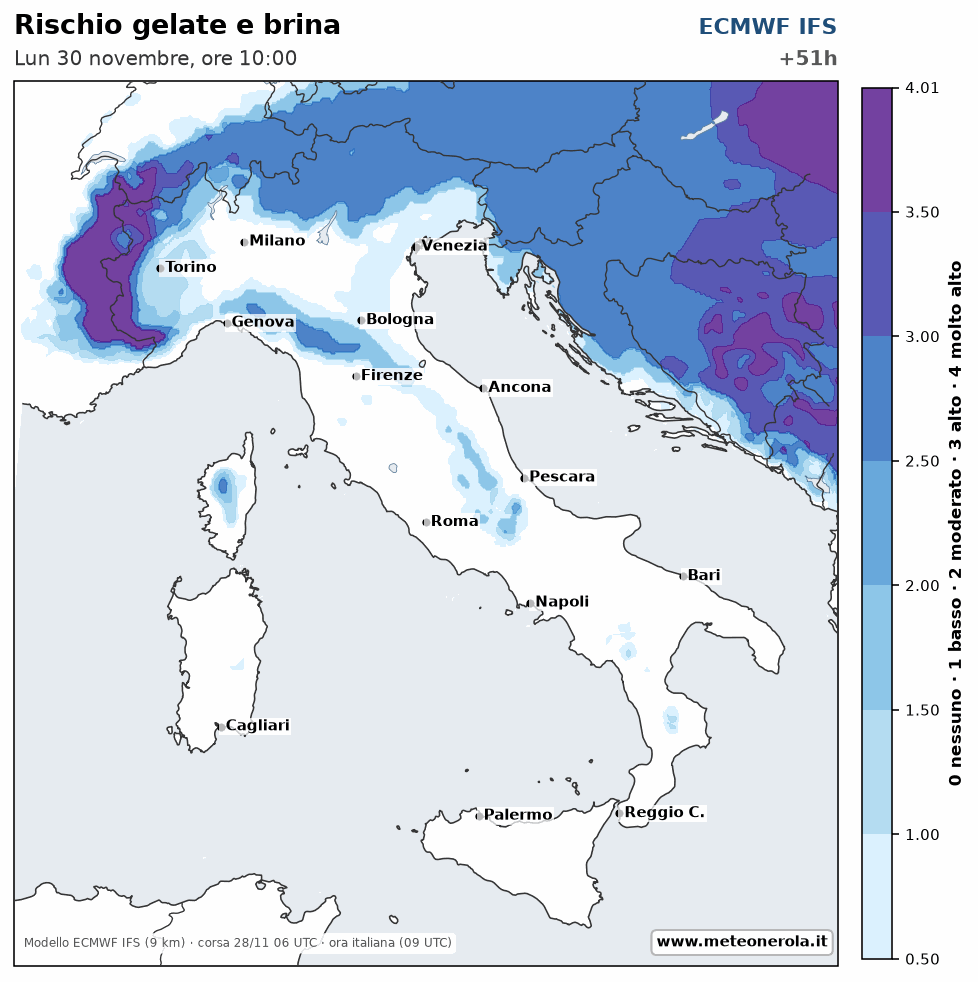 Rischio gelate e brina
ECMWF IFS
Lun 30 novembre, ore 10:00
+51h
4.01
3.50
3.00
2.50
2.00
1.50
1.00
0.50
0 nessuno · 1 basso · 2 moderato · 3 alto · 4 molto alto
Milano
Venezia
Torino
Genova
Bologna
Firenze
Ancona
Pescara
Roma
Bari
Napoli
Cagliari
Palermo
Reggio C.
Modello ECMWF IFS (9 km) · corsa 28/11 06 UTC · ora italiana (09 UTC)
www.meteonerola.it